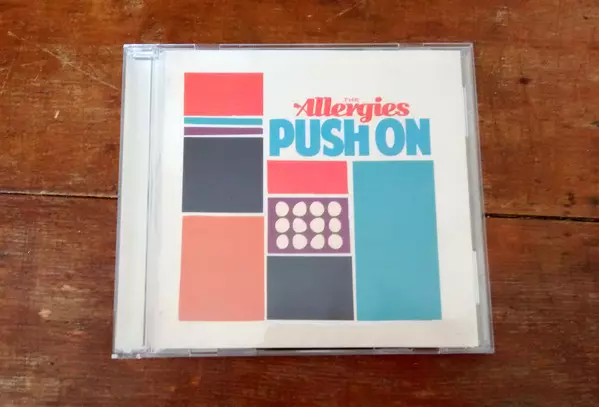 THE
Allergies
PUSH ON